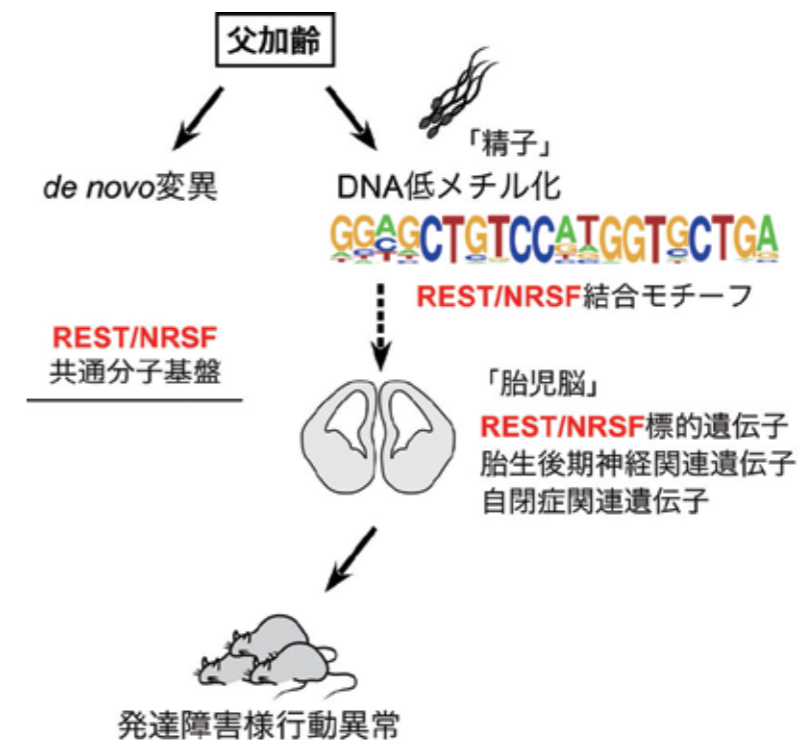 父加齢
「精子」
de novo変異
DNA低メチル化
GGAGCTGTCCATGGTGCTGA
REST/NRSF結合モチーフ
REST/NRSF
共通分子基盤
「胎児脳」
REST/NRSF標的遺伝子
胎生後期神経関連遺伝子
自閉症関連遺伝子
発達障害様行動異常